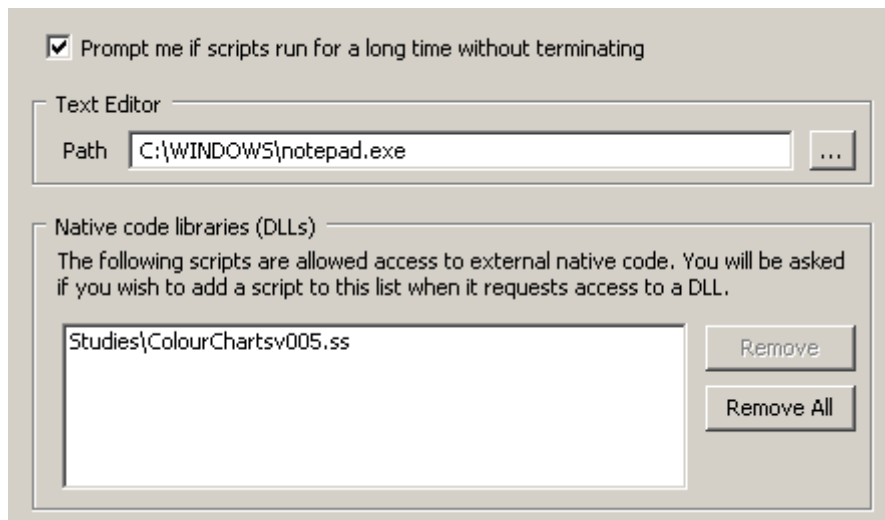 Prompt me if scripts run for a long time without terminating
Text Editor
Path C:\WINDOWS\notepad.exe ...
Native code libraries (DLLs)
The following scripts are allowed access to external native code. You will be asked
if you wish to add a script to this list when it requests access to a DLL.
Studies\ColourChartsv005.ss
Remove
Remove All